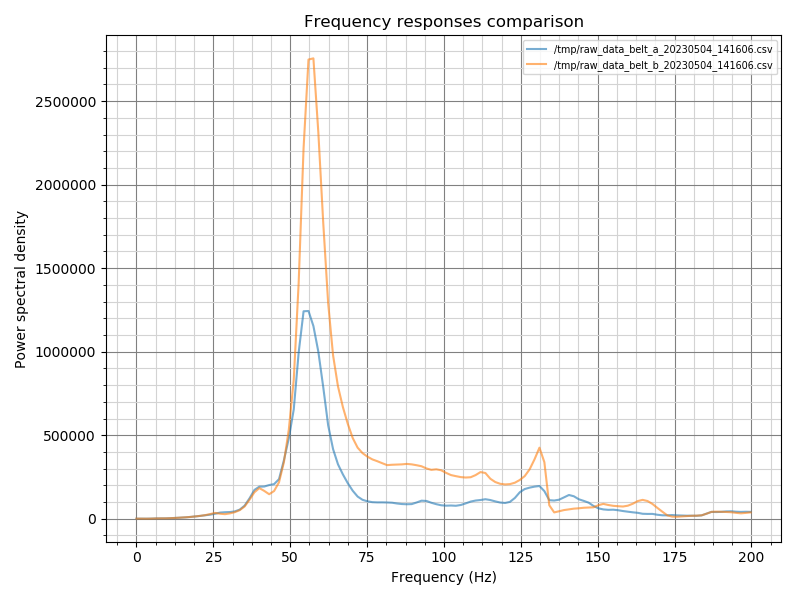 Frequency responses comparison
/tmp/raw_data_belt_a_20230504_141606.csv
/tmp/raw_data_belt_b_20230504_141606.csv
Power spectral density
2500000
2000000
1500000
1000000
500000
0
0 25 50 75 100 125 150 175 200
Frequency (Hz)